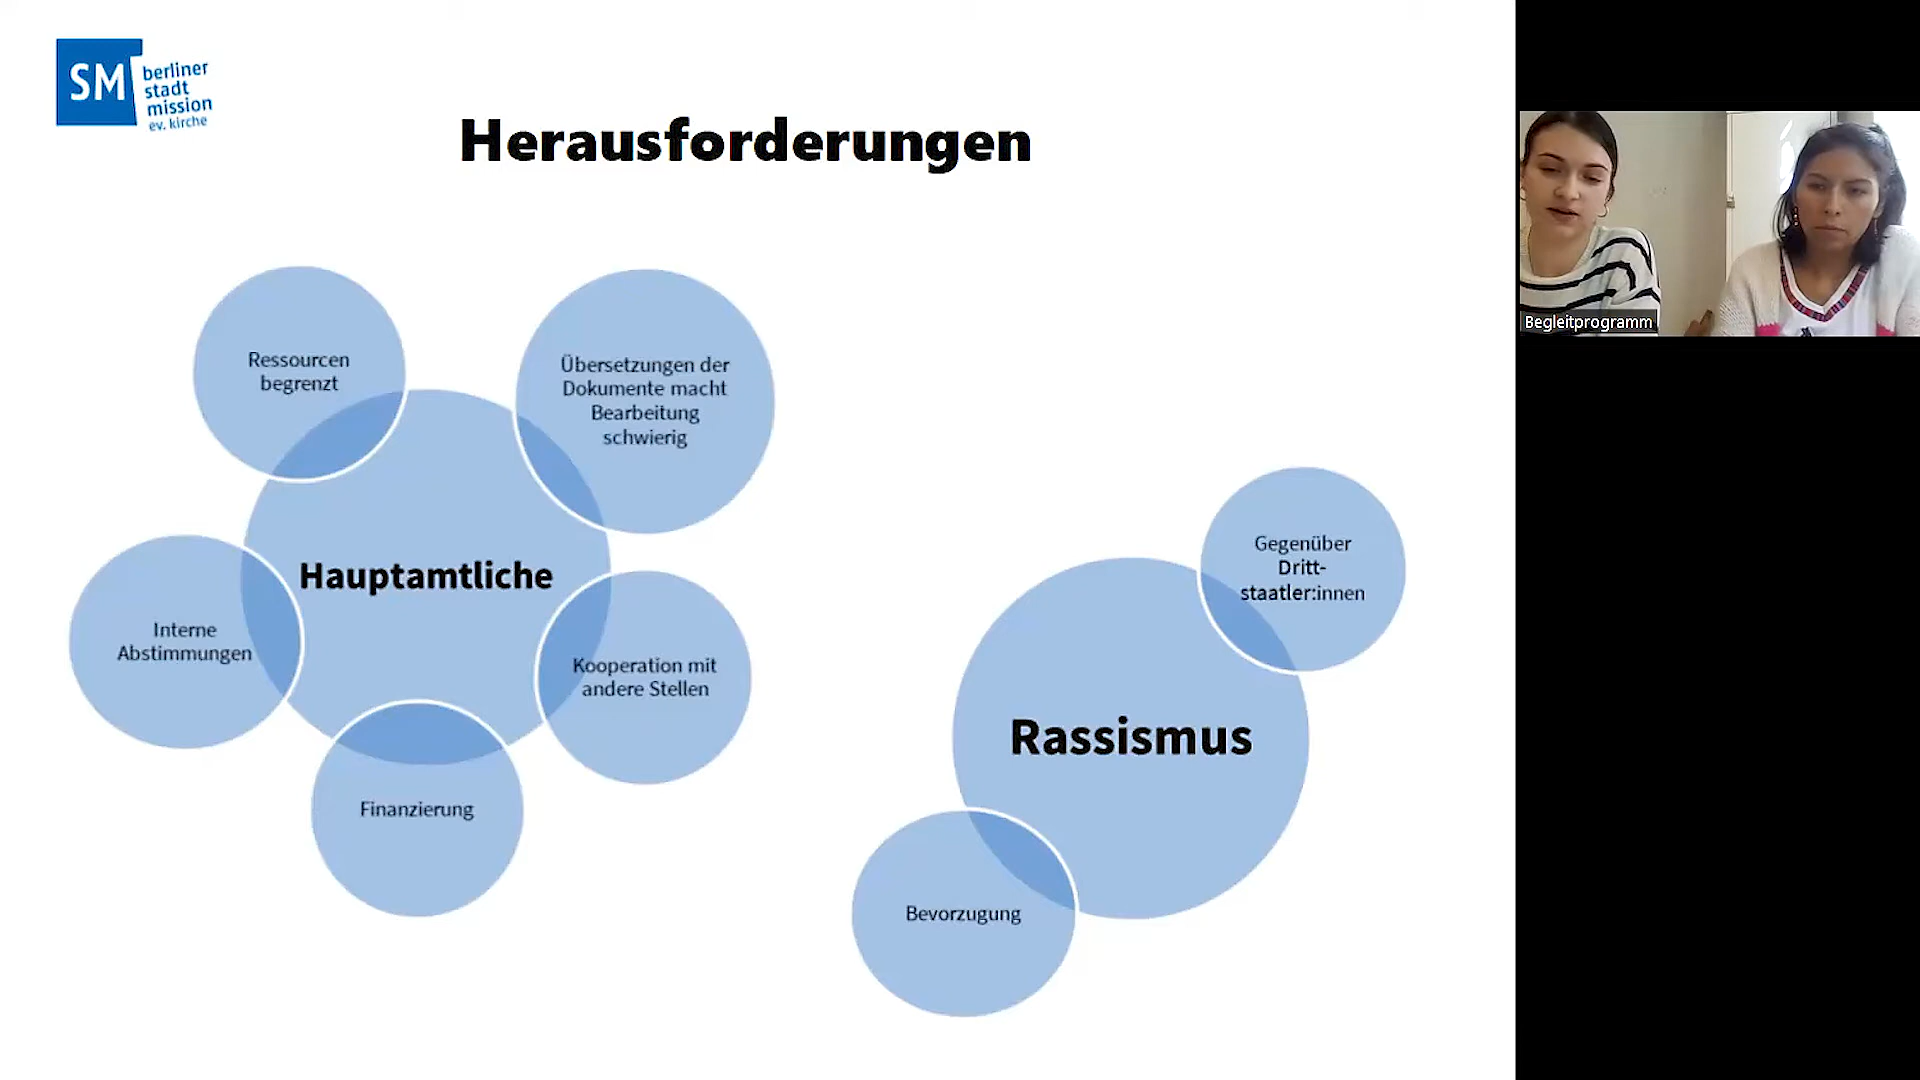 SM
berliner
stadt
mission
ev. kirche
Herausforderungen
Ressourcen
begrenzt
Übersetzungen der
Dokumente macht
Bearbeitung
schwierig
Hauptamtliche
Interne
Abstimmungen
Kooperation mit
andere Stellen
Finanzierung
Gegenüber
Dritt-
staatler:innen
Rassismus
Bevorzugung
Begleitprogramm